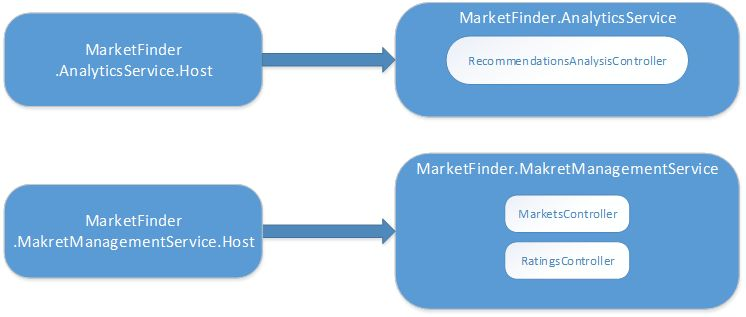 MarketFinder
.AnalyticsService.Host
MarketFinder.AnalyticsService
RecommendationsAnalysisController
MarketFinder
.MakretManagementService.Host
MarketFinder.MakretManagementService
MarketsController
RatingsController